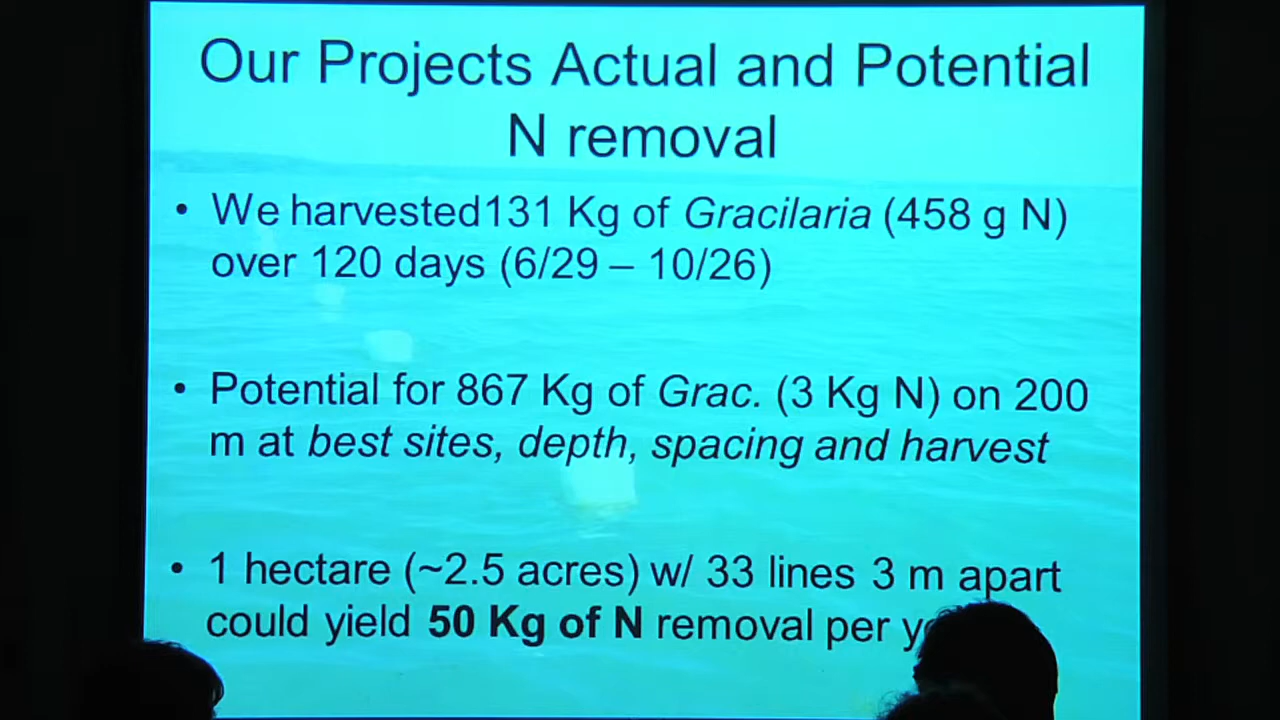 Our Projects Actual and Potential
N removal
• We harvested131 Kg of Gracilaria (458 g N)
over 120 days (6/29 – 10/26)
• Potential for 867 Kg of Grac. (3 Kg N) on 200
m at best sites, depth, spacing and harvest
• 1 hectare (~2.5 acres) w/ 33 lines 3 m apart
could yield 50 Kg of N removal per